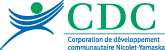 CDC
Corporation de développement
communautaire Nicolet-Yamaska